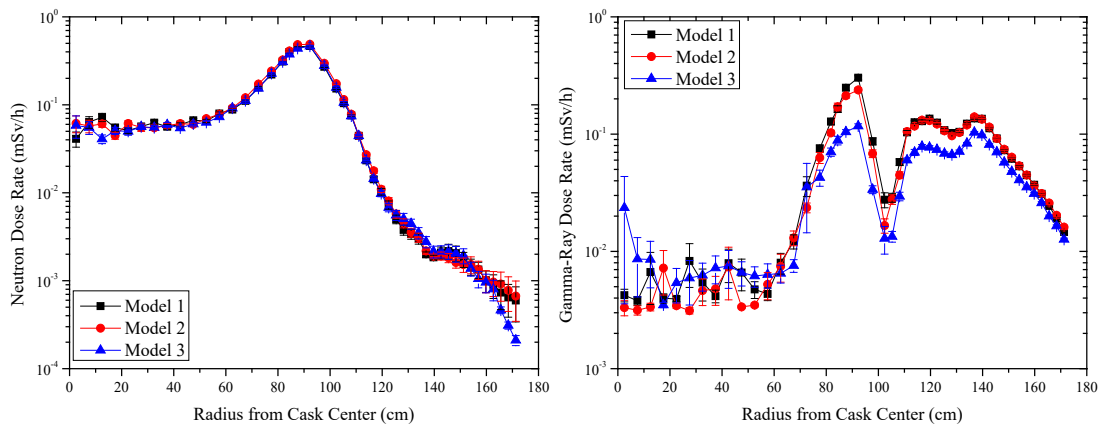 10^0
10^-1
10^-2
10^-3
10^-4
Neutron Dose Rate (mSv/h)
Model 1
Model 2
Model 3
0 20 40 60 80 100 120 140 160 180
Radius from Cask Center (cm)
10^0
10^-1
10^-2
10^-3
Gamma-Ray Dose Rate (mSv/h)
Model 1
Model 2
Model 3
0 20 40 60 80 100 120 140 160 180
Radius from Cask Center (cm)